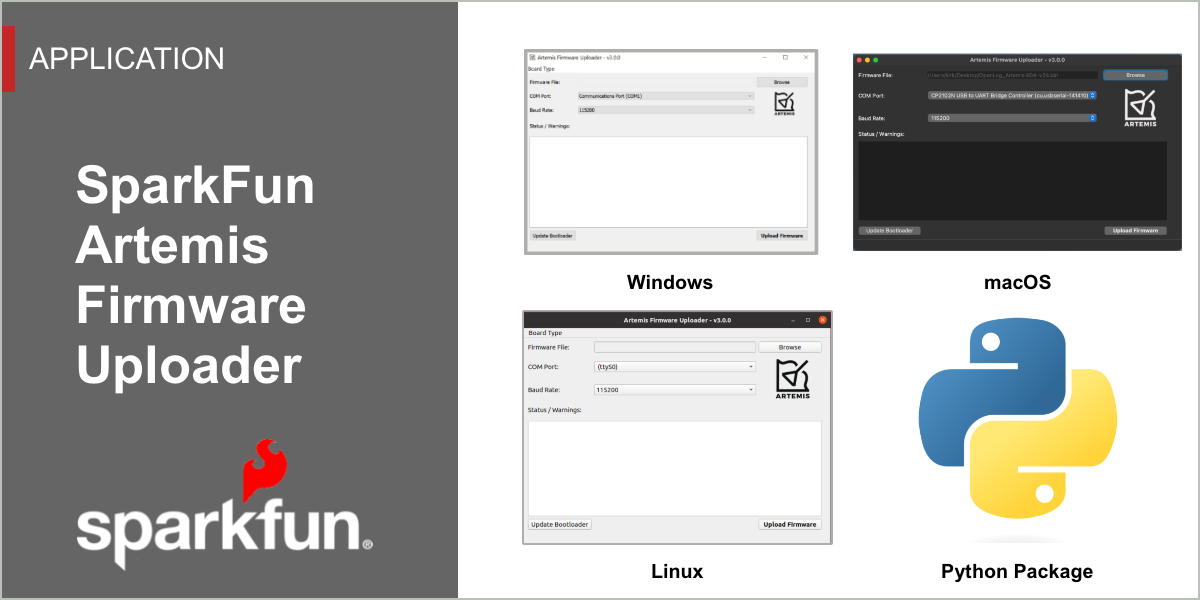 APPLICATION
SparkFun
Artemis
Firmware
Uploader
sparkfun®
Artemis Firmware Uploader - v3.0.0
Board Type
Firmware File:
Browse
COM Port:
Communications Port (COM1)
ARTEMIS
Baud Rate:
115200
Status / Warnings:
Update Bootloader
Upload Firmware
Windows
Artemis Firmware Uploader - v3.0.0
Firmware File:
Browse
COM Port:
CP2102N USB to UART Bridge Controller (cu.usbserial-141410)
ARTEMIS
Baud Rate:
115200
Status / Warnings:
Update Bootloader
Upload Firmware
macOS
Artemis Firmware Uploader - v3.0.0
Board Type
Firmware File:
Browse
COM Port:
(ttyS0)
ARTEMIS
Baud Rate:
115200
Status / Warnings:
Update Bootloader
Upload Firmware
Linux
Python Package